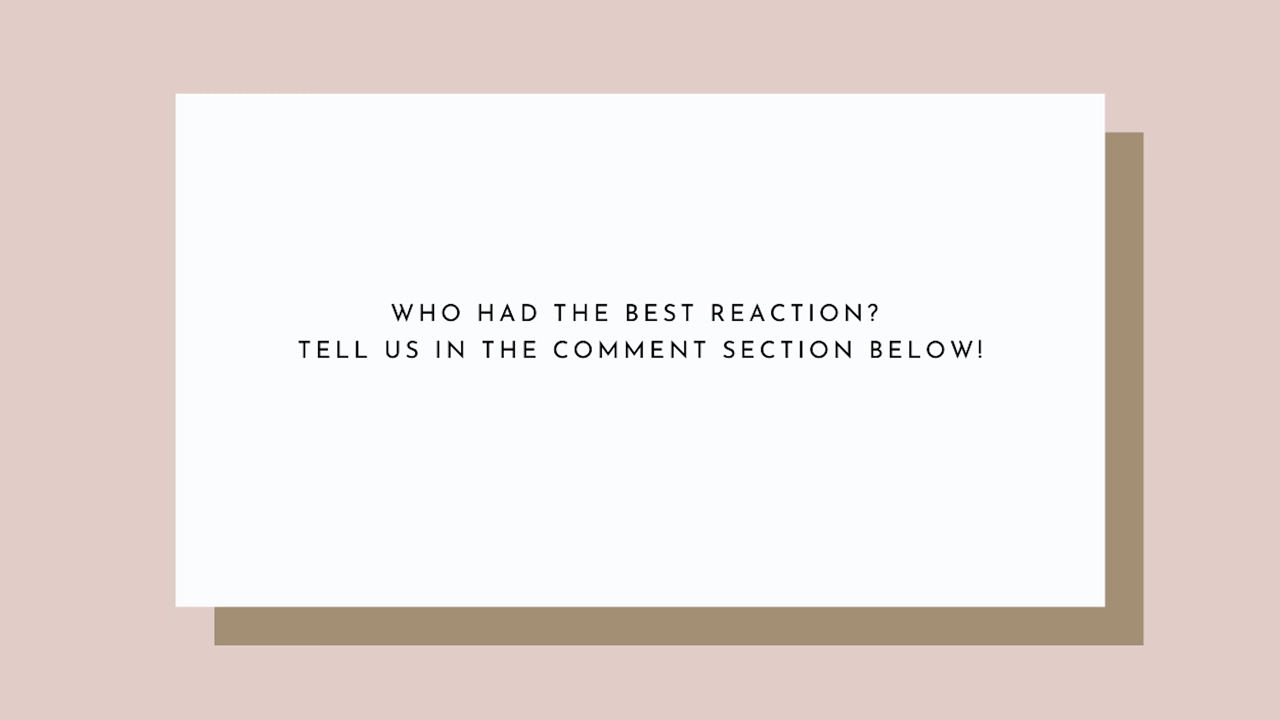 WHO HAD THE BEST REACTION?
TELL US IN THE COMMENT SECTION BELOW!